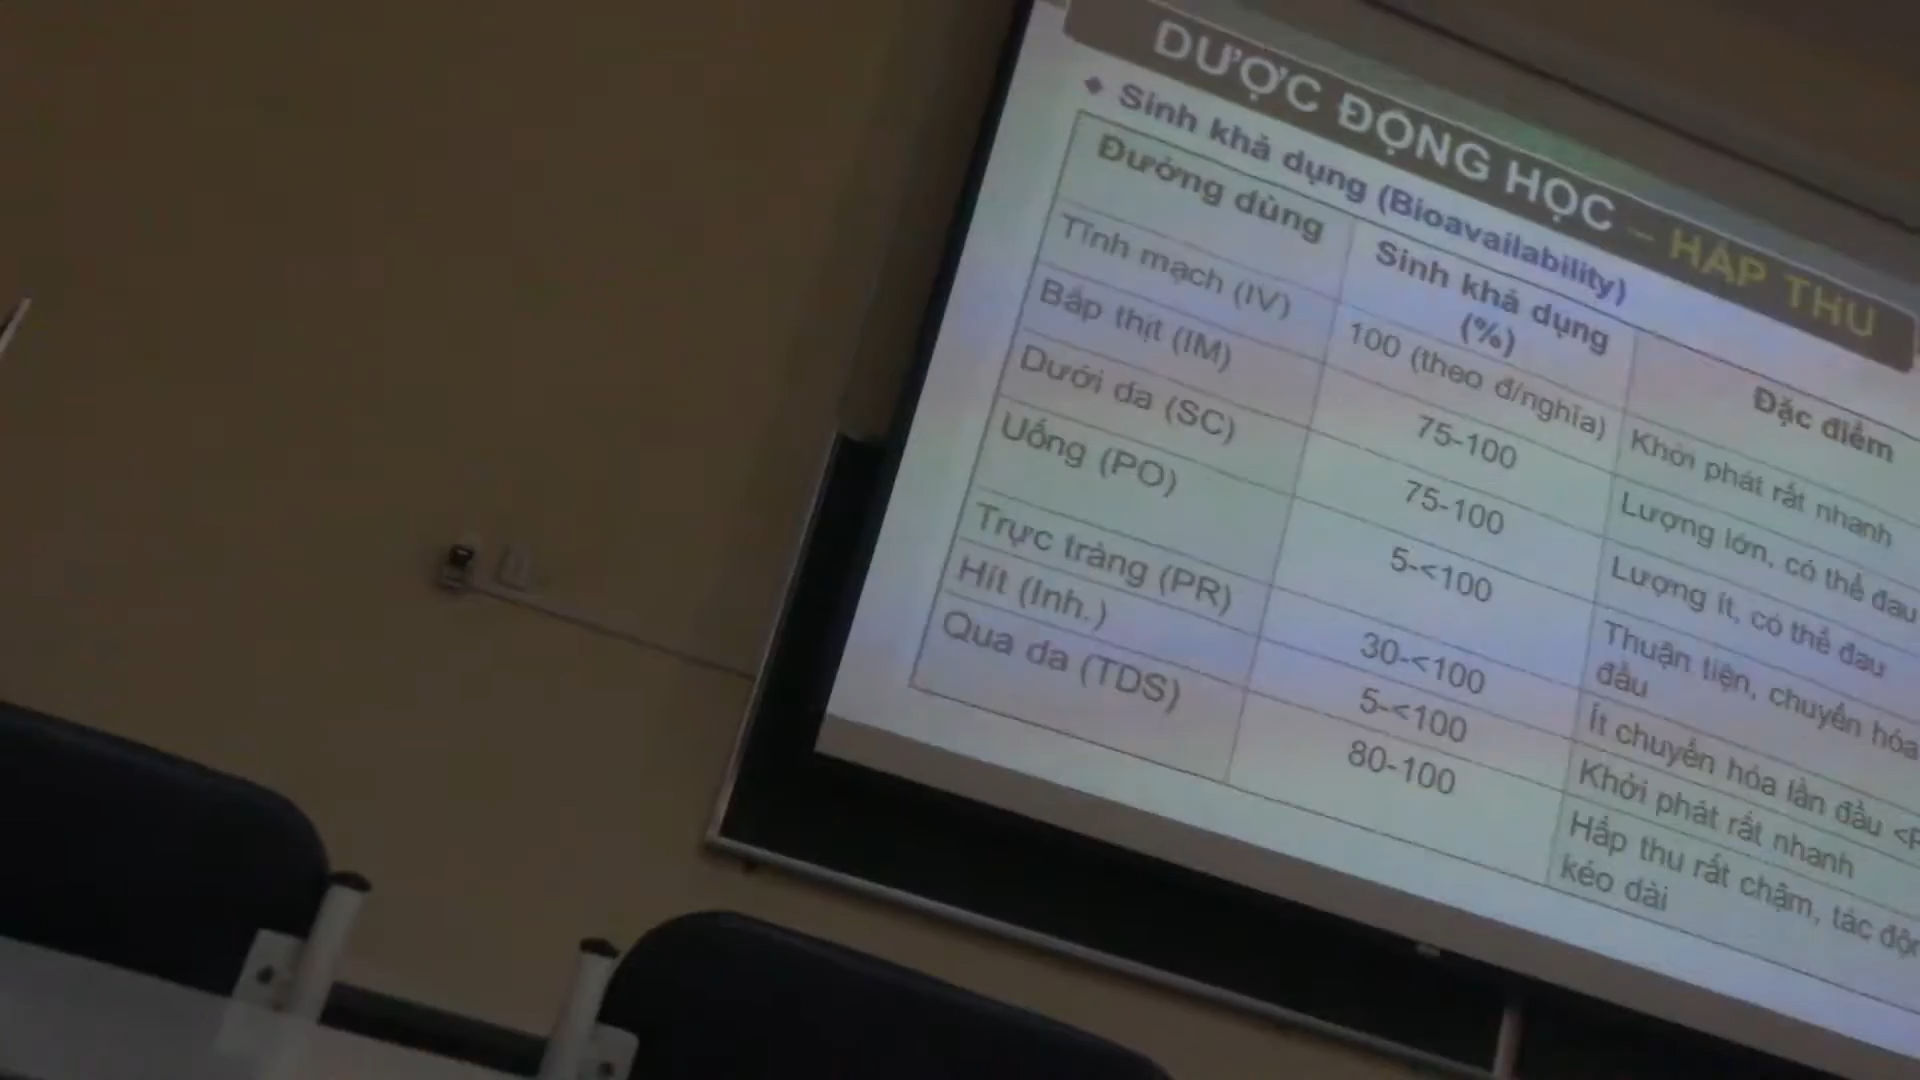 DƯỢC ĐỘNG HỌC – HẤP THU
❖ Sinh khả dụng (Bioavailability)
Đường dùng
Sinh khả dụng
(%)
Đặc điểm
Tĩnh mạch (IV)
100 (theo đ/nghĩa)
Khởi phát rất nhanh
Bắp thịt (IM)
75-100
Lượng lớn, có thể đau
Dưới da (SC)
75-100
Lượng ít, có thể đau
Uống (PO)
5-<100
Thuận tiện, chuyển hóa
đầu
Trực tràng (PR)
30-<100
Ít chuyển hóa lần đầu
Hít (Inh.)
5-<100
Khởi phát rất nhanh
Qua da (TDS)
80-100
Hấp thu rất chậm, tác
kéo dài